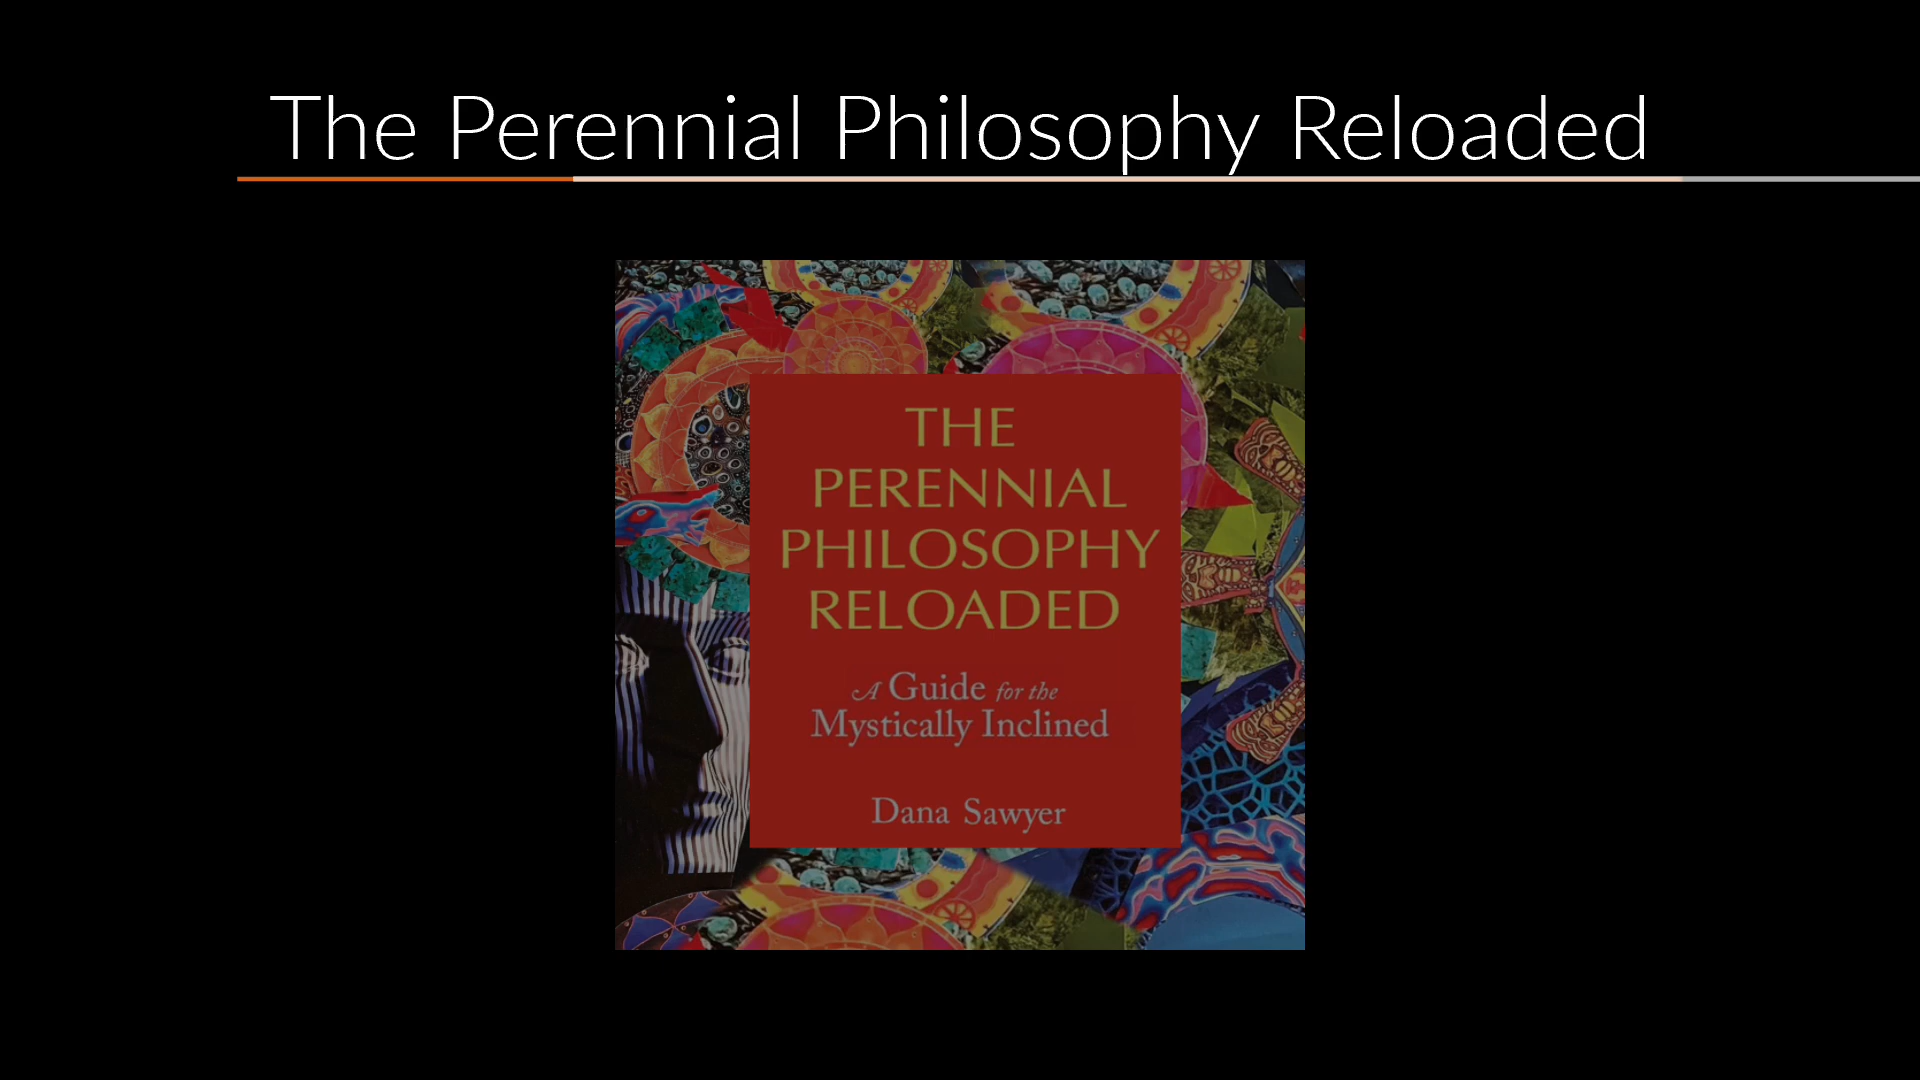 The Perennial Philosophy Reloaded
THE
PERENNIAL
PHILOSOPHY
RELOADED
A Guide for the
Mystically Inclined
Dana Sawyer